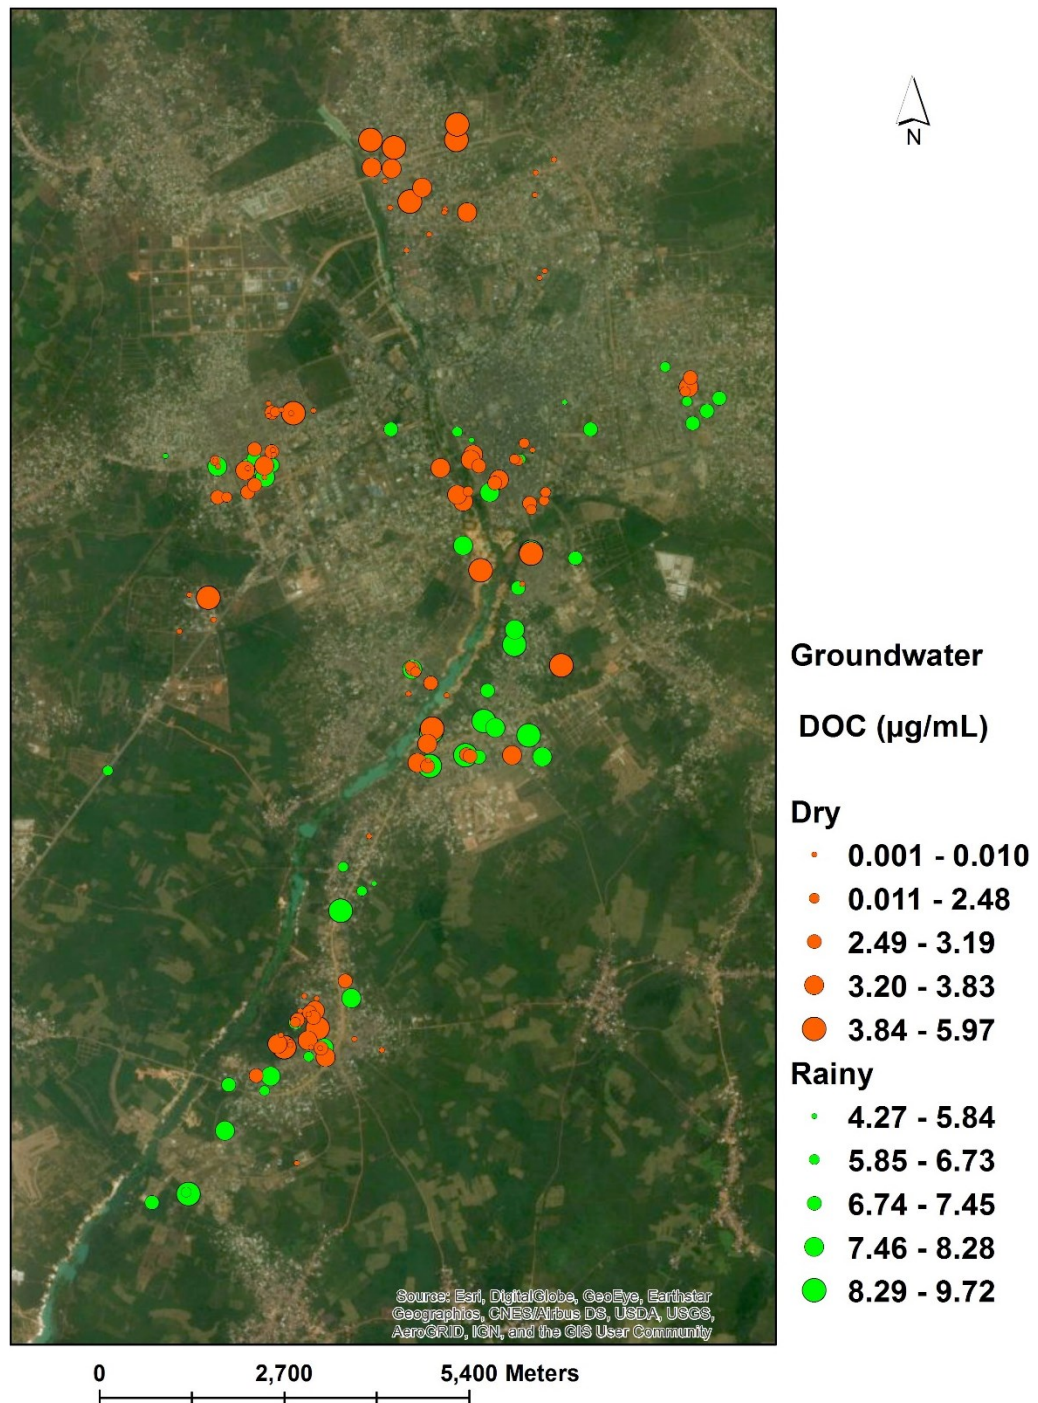 N
Groundwater
DOC (µg/mL)
Dry
0.001 - 0.010
0.011 - 2.48
2.49 - 3.19
3.20 - 3.83
3.84 - 5.97
Rainy
4.27 - 5.84
5.85 - 6.73
6.74 - 7.45
7.46 - 8.28
8.29 - 9.72
Source: Esri, DigitalGlobe, GeoEye, Earthstar
Geographics, CNES/Airbus DS, USDA, USGS,
AeroGRID, IGN, and the GIS User Community
0 2,700 5,400 Meters